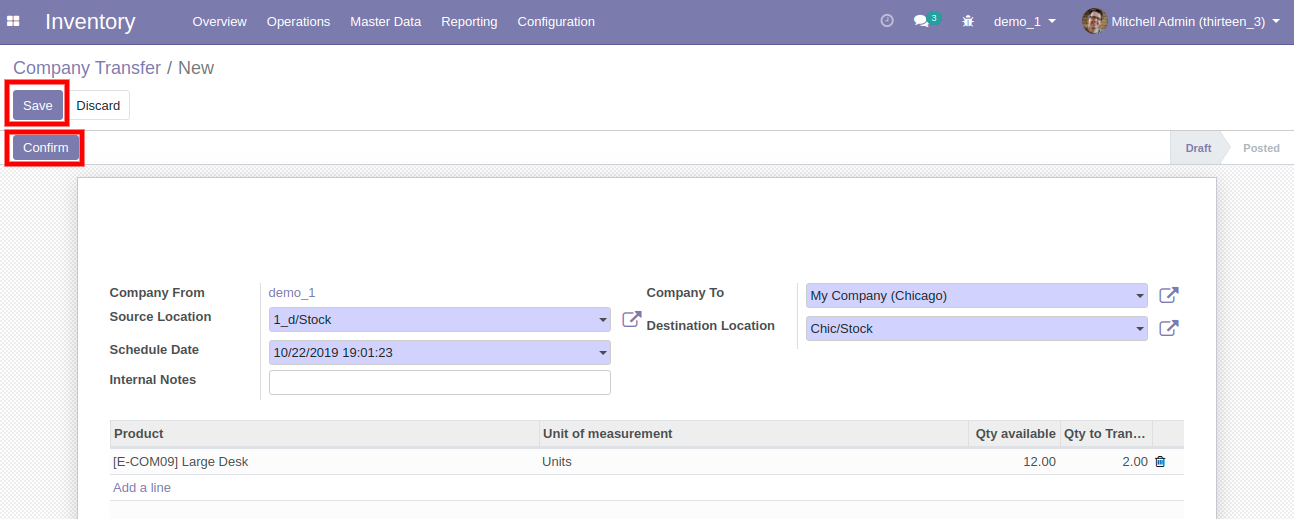 Inventory Overview Operations Master Data Reporting Configuration 3 demo_1 Mitchell Admin (thirteen_3)
Company Transfer / New
Save Discard
Confirm Draft Posted
Company From demo_1 Company To My Company (Chicago)
Source Location 1_d/Stock Destination Location Chic/Stock
Schedule Date 10/22/2019 19:01:23
Internal Notes
Product Unit of measurement Qty available Qty to Tran...
[E-COM09] Large Desk Units 12.00 2.00
Add a line